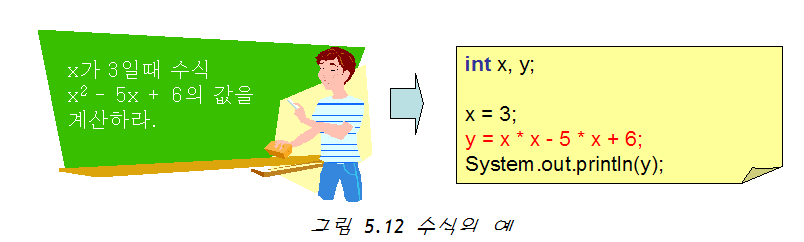 x가 3일때 수식
x² - 5x + 6의 값을
계산하라.
int x, y;
x = 3;
y = x * x - 5 * x + 6;
System.out.println(y);
그림 5.12 수식의 예